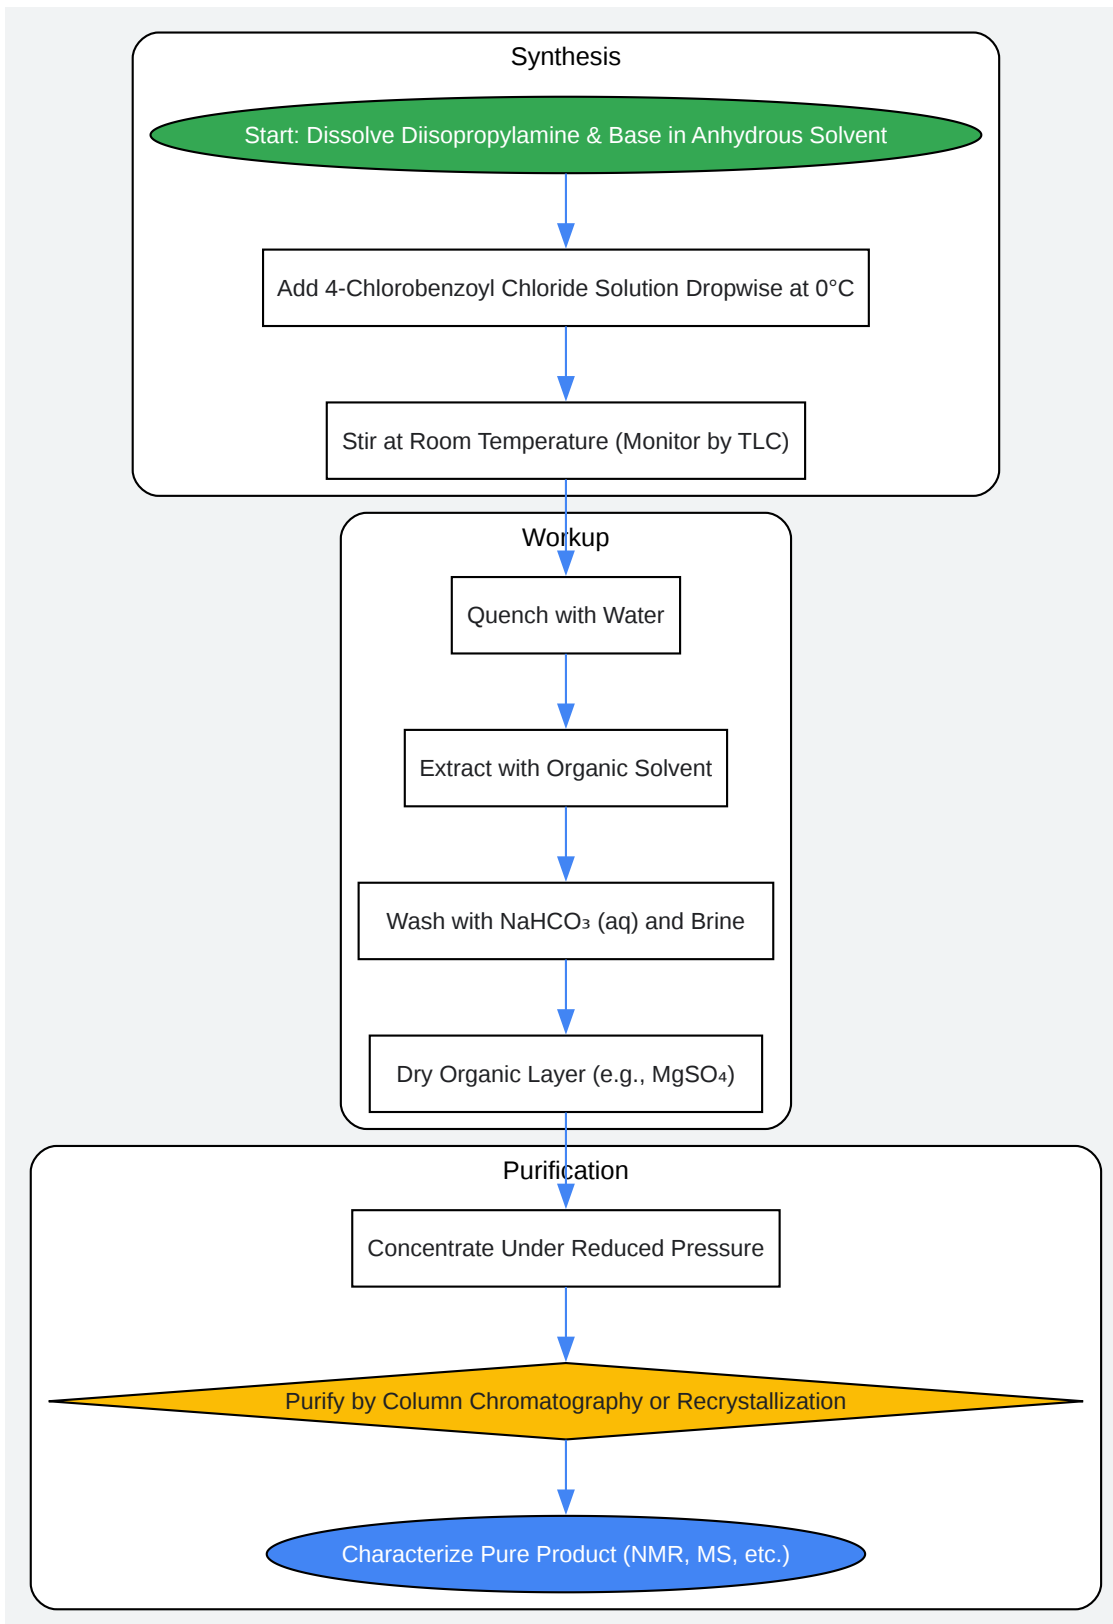 Synthesis
Start: Dissolve Diisopropylamine & Base in Anhydrous Solvent
Add 4-Chlorobenzoyl Chloride Solution Dropwise at 0°C
Stir at Room Temperature (Monitor by TLC)
Workup
Quench with Water
Extract with Organic Solvent
Wash with NaHCO₃ (aq) and Brine
Dry Organic Layer (e.g., MgSO₄)
Purification
Concentrate Under Reduced Pressure
Purify by Column Chromatography or Recrystallization
Characterize Pure Product (NMR, MS, etc.)